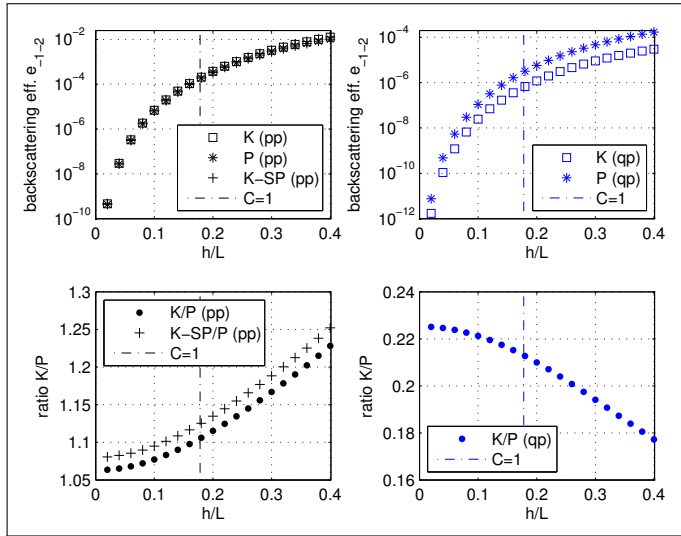 backscattering eff. e₋₁₋₂
10⁻²
10⁻⁴
10⁻⁶
10⁻⁸
10⁻¹⁰
K (pp)
P (pp)
K−SP (pp)
C=1
0 0.1 0.2 0.3 0.4
h/L
backscattering eff. e₋₁₋₂
10⁻⁴
10⁻⁶
10⁻⁸
10⁻¹⁰
10⁻¹²
K (qp)
P (qp)
C=1
0 0.1 0.2 0.3 0.4
h/L
ratio K/P
1.3
1.25
1.2
1.15
1.1
1.05
K/P (pp)
K−SP/P (pp)
C=1
0 0.1 0.2 0.3 0.4
h/L
ratio K/P
0.24
0.22
0.2
0.18
0.16
K/P (qp)
C=1
0 0.1 0.2 0.3 0.4
h/L